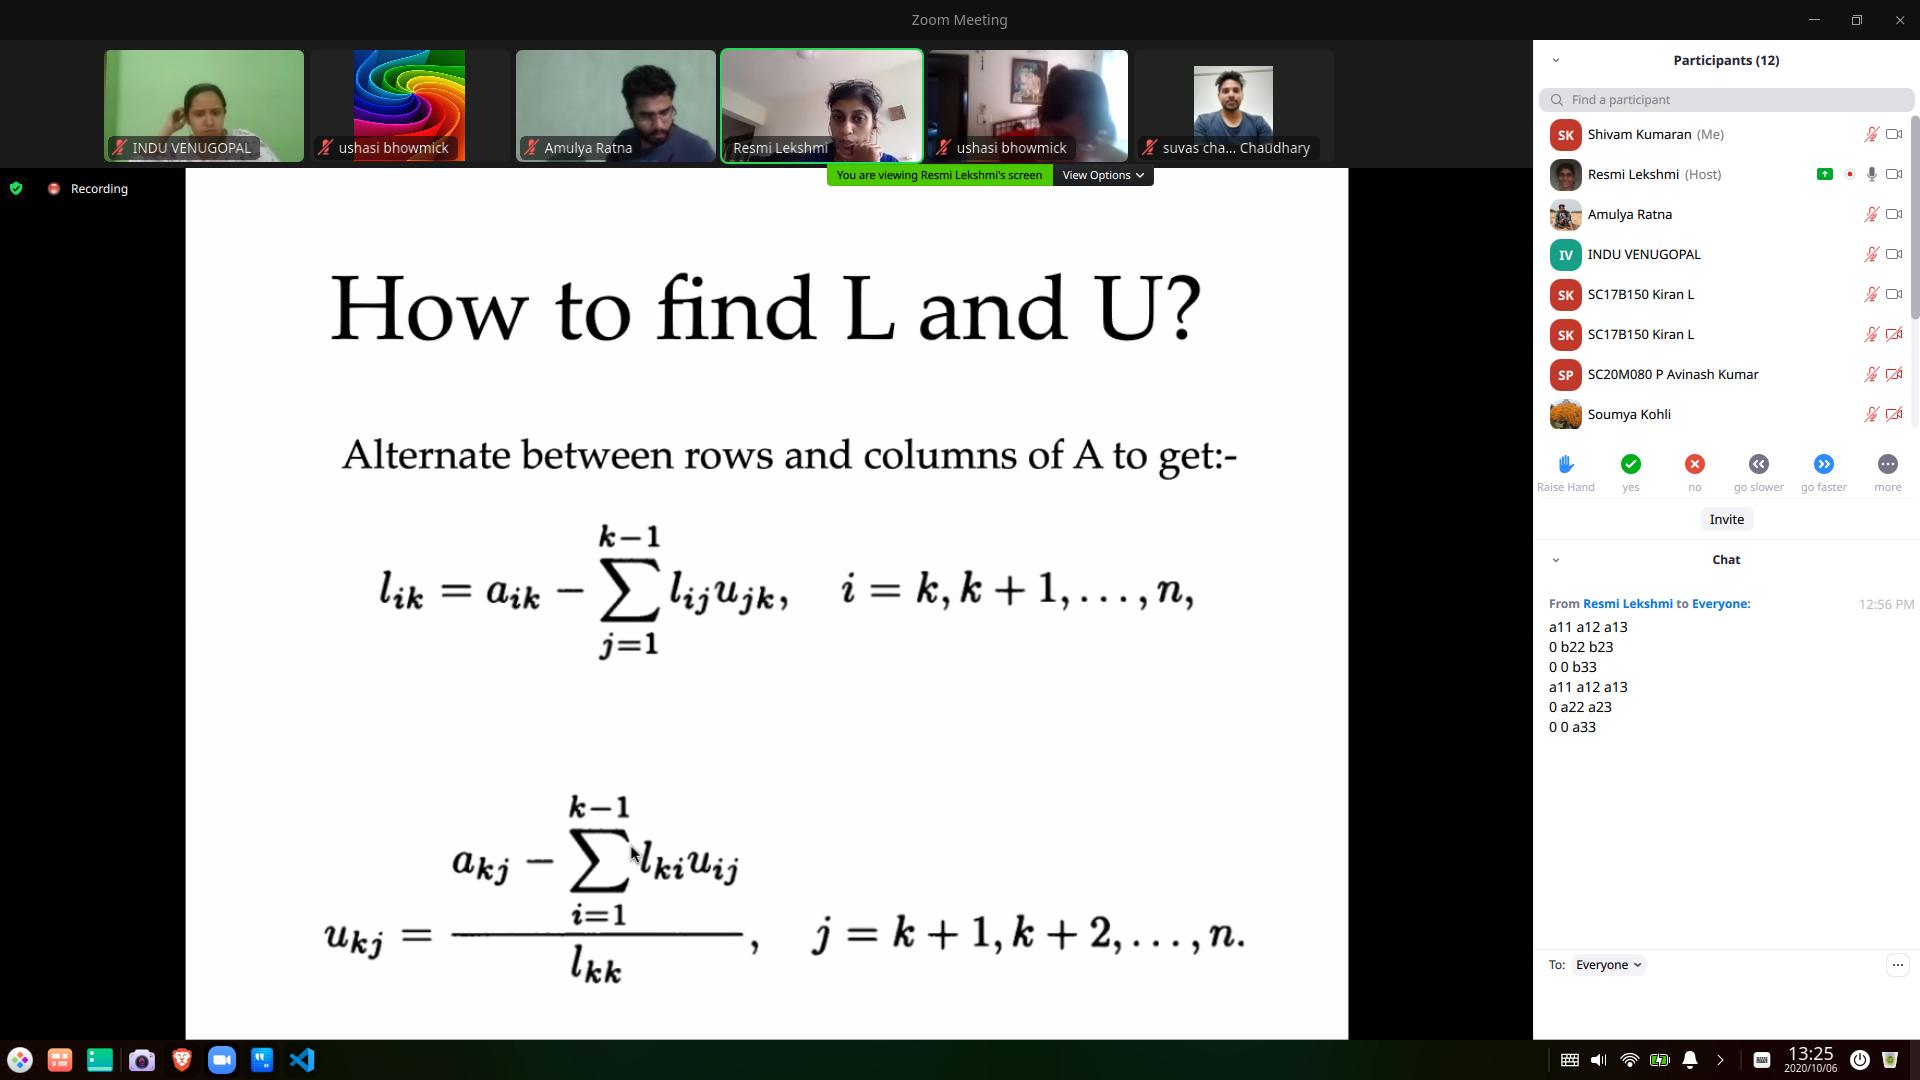 Zoom Meeting
INDU VENUGOPAL
ushasi bhowmick
Amulya Ratna
Resmi Lekshmi
ushasi bhowmick
suvas cha... Chaudhary
You are viewing Resmi Lekshmi's screen
View Options
Recording
How to find L and U?
Alternate between rows and columns of A to get:-
l_{ik} = a_{ik} − \sum_{j=1}^{k−1} l_{ij}u_{jk}, i = k, k + 1, . . . , n,
u_{kj} = \frac{a_{kj} − \sum_{i=1}^{k−1} l_{ki}u_{ij}}{l_{kk}}, j = k + 1, k + 2, . . . , n.
Participants (12)
Find a participant
SK Shivam Kumaran (Me)
Resmi Lekshmi (Host)
Amulya Ratna
IV INDU VENUGOPAL
SK SC17B150 Kiran L
SK SC17B150 Kiran L
SP SC20M080 P Avinash Kumar
Soumya Kohli
Raise Hand yes no go slower go faster more
Invite
Chat
From Resmi Lekshmi to Everyone: 12:56 PM
a11 a12 a13
0 b22 b23
0 0 b33
a11 a12 a13
0 a22 a23
0 0 a33
To: Everyone
13:25
2020/10/06